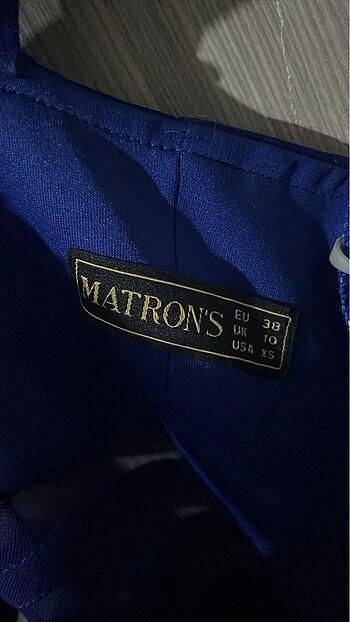 MATRON'S
EU 38
UK 10
USA XS